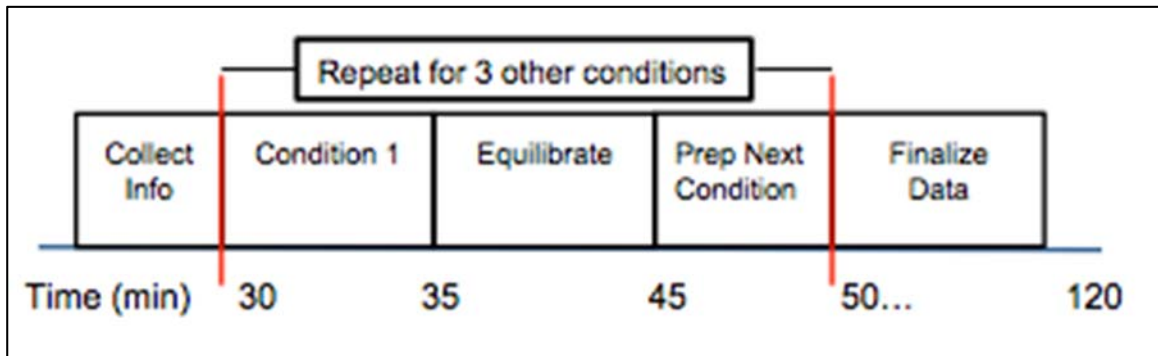 Repeat for 3 other conditions
Collect Info
Condition 1
Equilibrate
Prep Next Condition
Finalize Data
Time (min) 30 35 45 50... 120